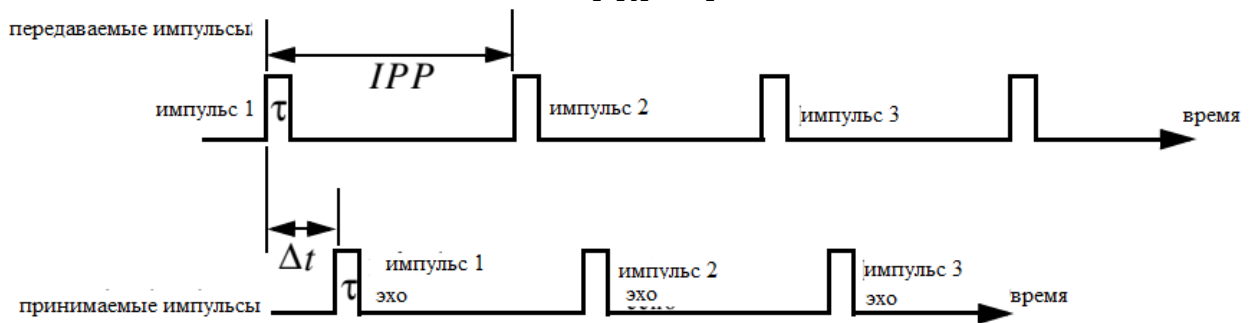 передаваемые импульсы
IPP
импульс 1
τ
импульс 2
импульс 3
время
Δt
τ
импульс 1
эхо
импульс 2
эхо
импульс 3
эхо
принимаемые импульсы
время